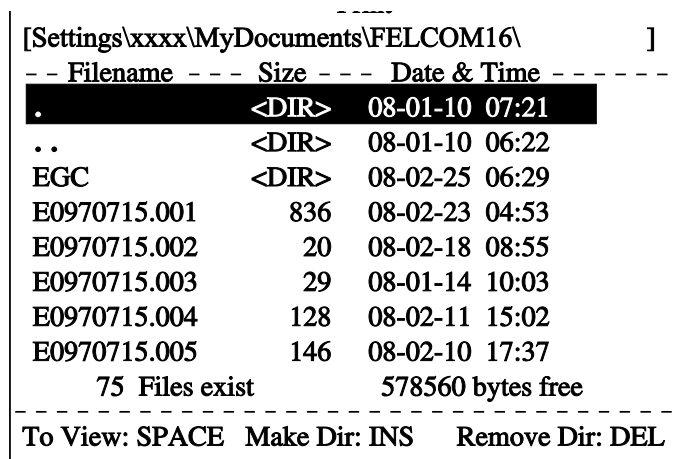 [Settings\xxxx\MyDocuments\FELCOM16\ ]
- - Filename - - - Size - - - Date & Time - - - - - -
. <DIR> 08-01-10 07:21
. . <DIR> 08-01-10 06:22
EGC <DIR> 08-02-25 06:29
E0970715.001 836 08-02-23 04:53
E0970715.002 20 08-02-18 08:55
E0970715.003 29 08-01-14 10:03
E0970715.004 128 08-02-11 15:02
E0970715.005 146 08-02-10 17:37
75 Files exist 578560 bytes free
To View: SPACE Make Dir: INS Remove Dir: DEL